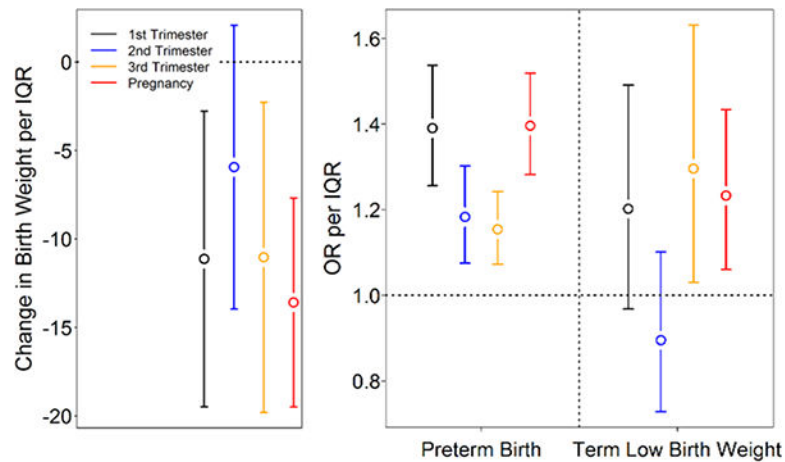 Change in Birth Weight per IQR
0
-5
-10
-15
-20
1st Trimester
2nd Trimester
3rd Trimester
Pregnancy
OR per IQR
1.6
1.4
1.2
1.0
0.8
Preterm Birth
Term Low Birth Weight